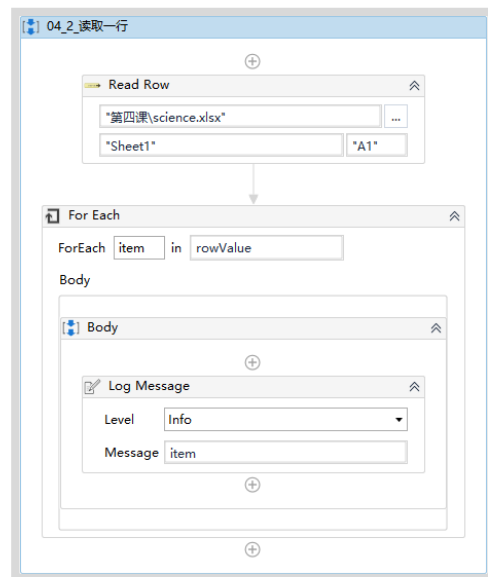 04_2_读取一行
Read Row
"第四课\science.xlsx" ...
"Sheet1" "A1"
For Each
ForEach item in rowValue
Body
Body
Log Message
Level Info
Message item